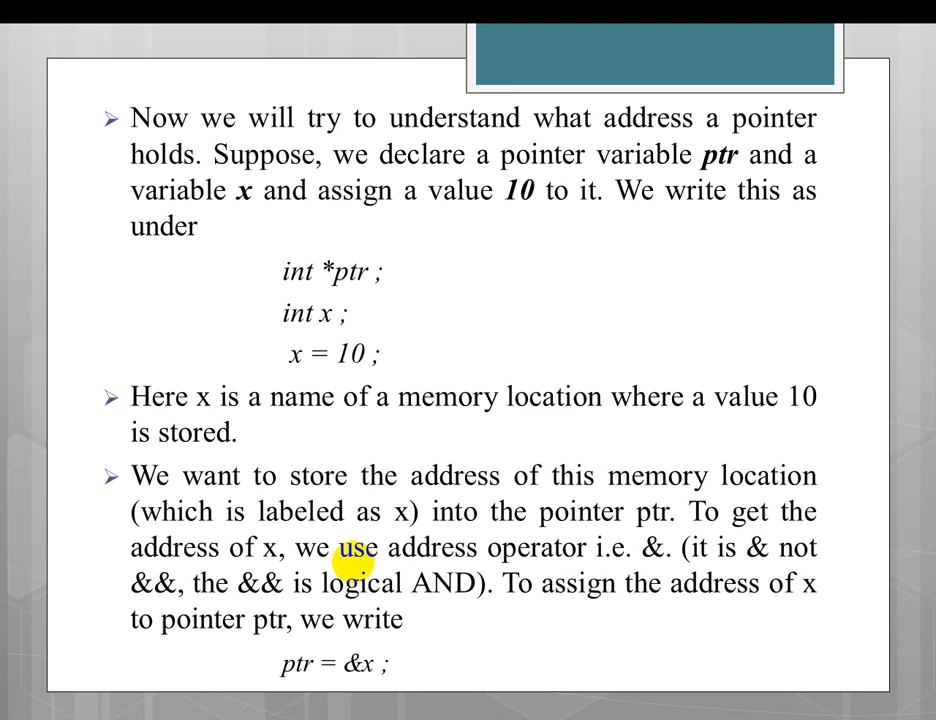 Now we will try to understand what address a pointer
holds. Suppose, we declare a pointer variable ptr and a
variable x and assign a value 10 to it. We write this as
under
int *ptr ;
int x ;
x = 10 ;
Here x is a name of a memory location where a value 10
is stored.
We want to store the address of this memory location
(which is labeled as x) into the pointer ptr. To get the
address of x, we use address operator i.e. &. (it is & not
&&, the && is logical AND). To assign the address of x
to pointer ptr, we write
ptr = &x ;